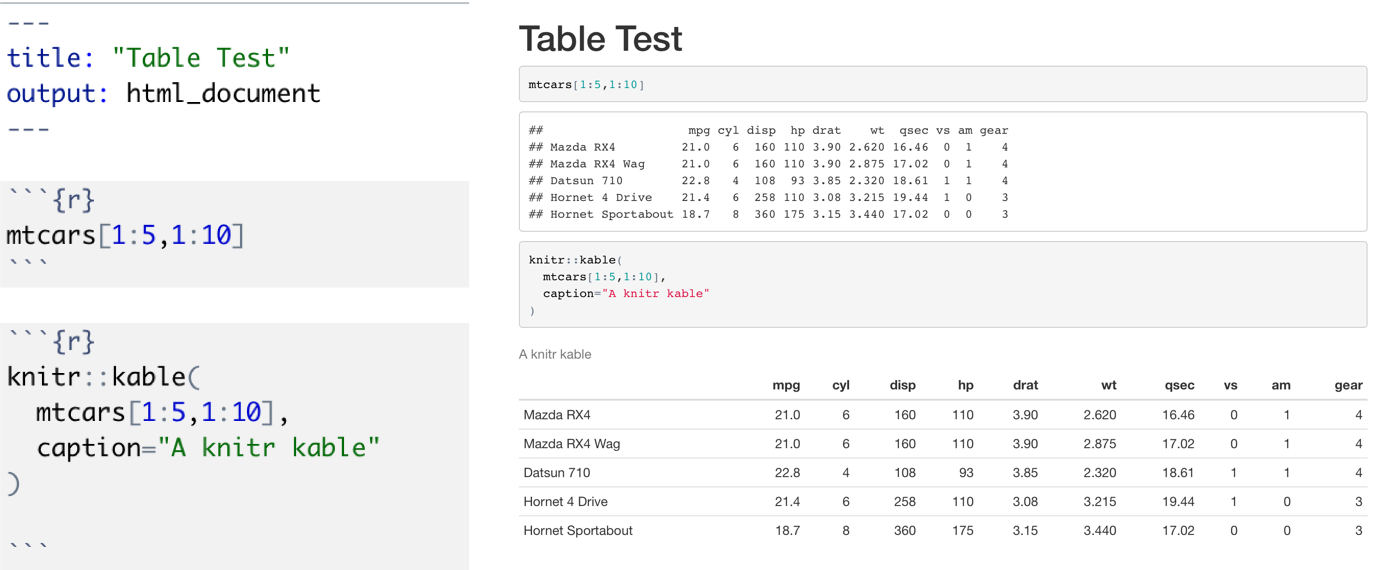 ---
title: "Table Test"
output: html_document
---
```{r}
mtcars[1:5,1:10]
```
```{r}
knitr::kable(
  mtcars[1:5,1:10],
  caption="A knitr kable"
)
```
Table Test
mtcars[1:5,1:10]
##                    mpg cyl disp  hp drat    wt  qsec vs am gear
## Mazda RX4         21.0   6  160 110 3.90 2.620 16.46  0  1    4
## Mazda RX4 Wag     21.0   6  160 110 3.90 2.875 17.02  0  1    4
## Datsun 710        22.8   4  108  93 3.85 2.320 18.61  1  1    4
## Hornet 4 Drive    21.4   6  258 110 3.08 3.215 19.44  1  0    3
## Hornet Sportabout 18.7   8  360 175 3.15 3.440 17.02  0  0    3
knitr::kable(
  mtcars[1:5,1:10],
  caption="A knitr kable"
)
A knitr kable
mpg cyl disp hp drat wt qsec vs am gear
Mazda RX4 21.0 6 160 110 3.90 2.620 16.46 0 1 4
Mazda RX4 Wag 21.0 6 160 110 3.90 2.875 17.02 0 1 4
Datsun 710 22.8 4 108 93 3.85 2.320 18.61 1 1 4
Hornet 4 Drive 21.4 6 258 110 3.08 3.215 19.44 1 0 3
Hornet Sportabout 18.7 8 360 175 3.15 3.440 17.02 0 0 3